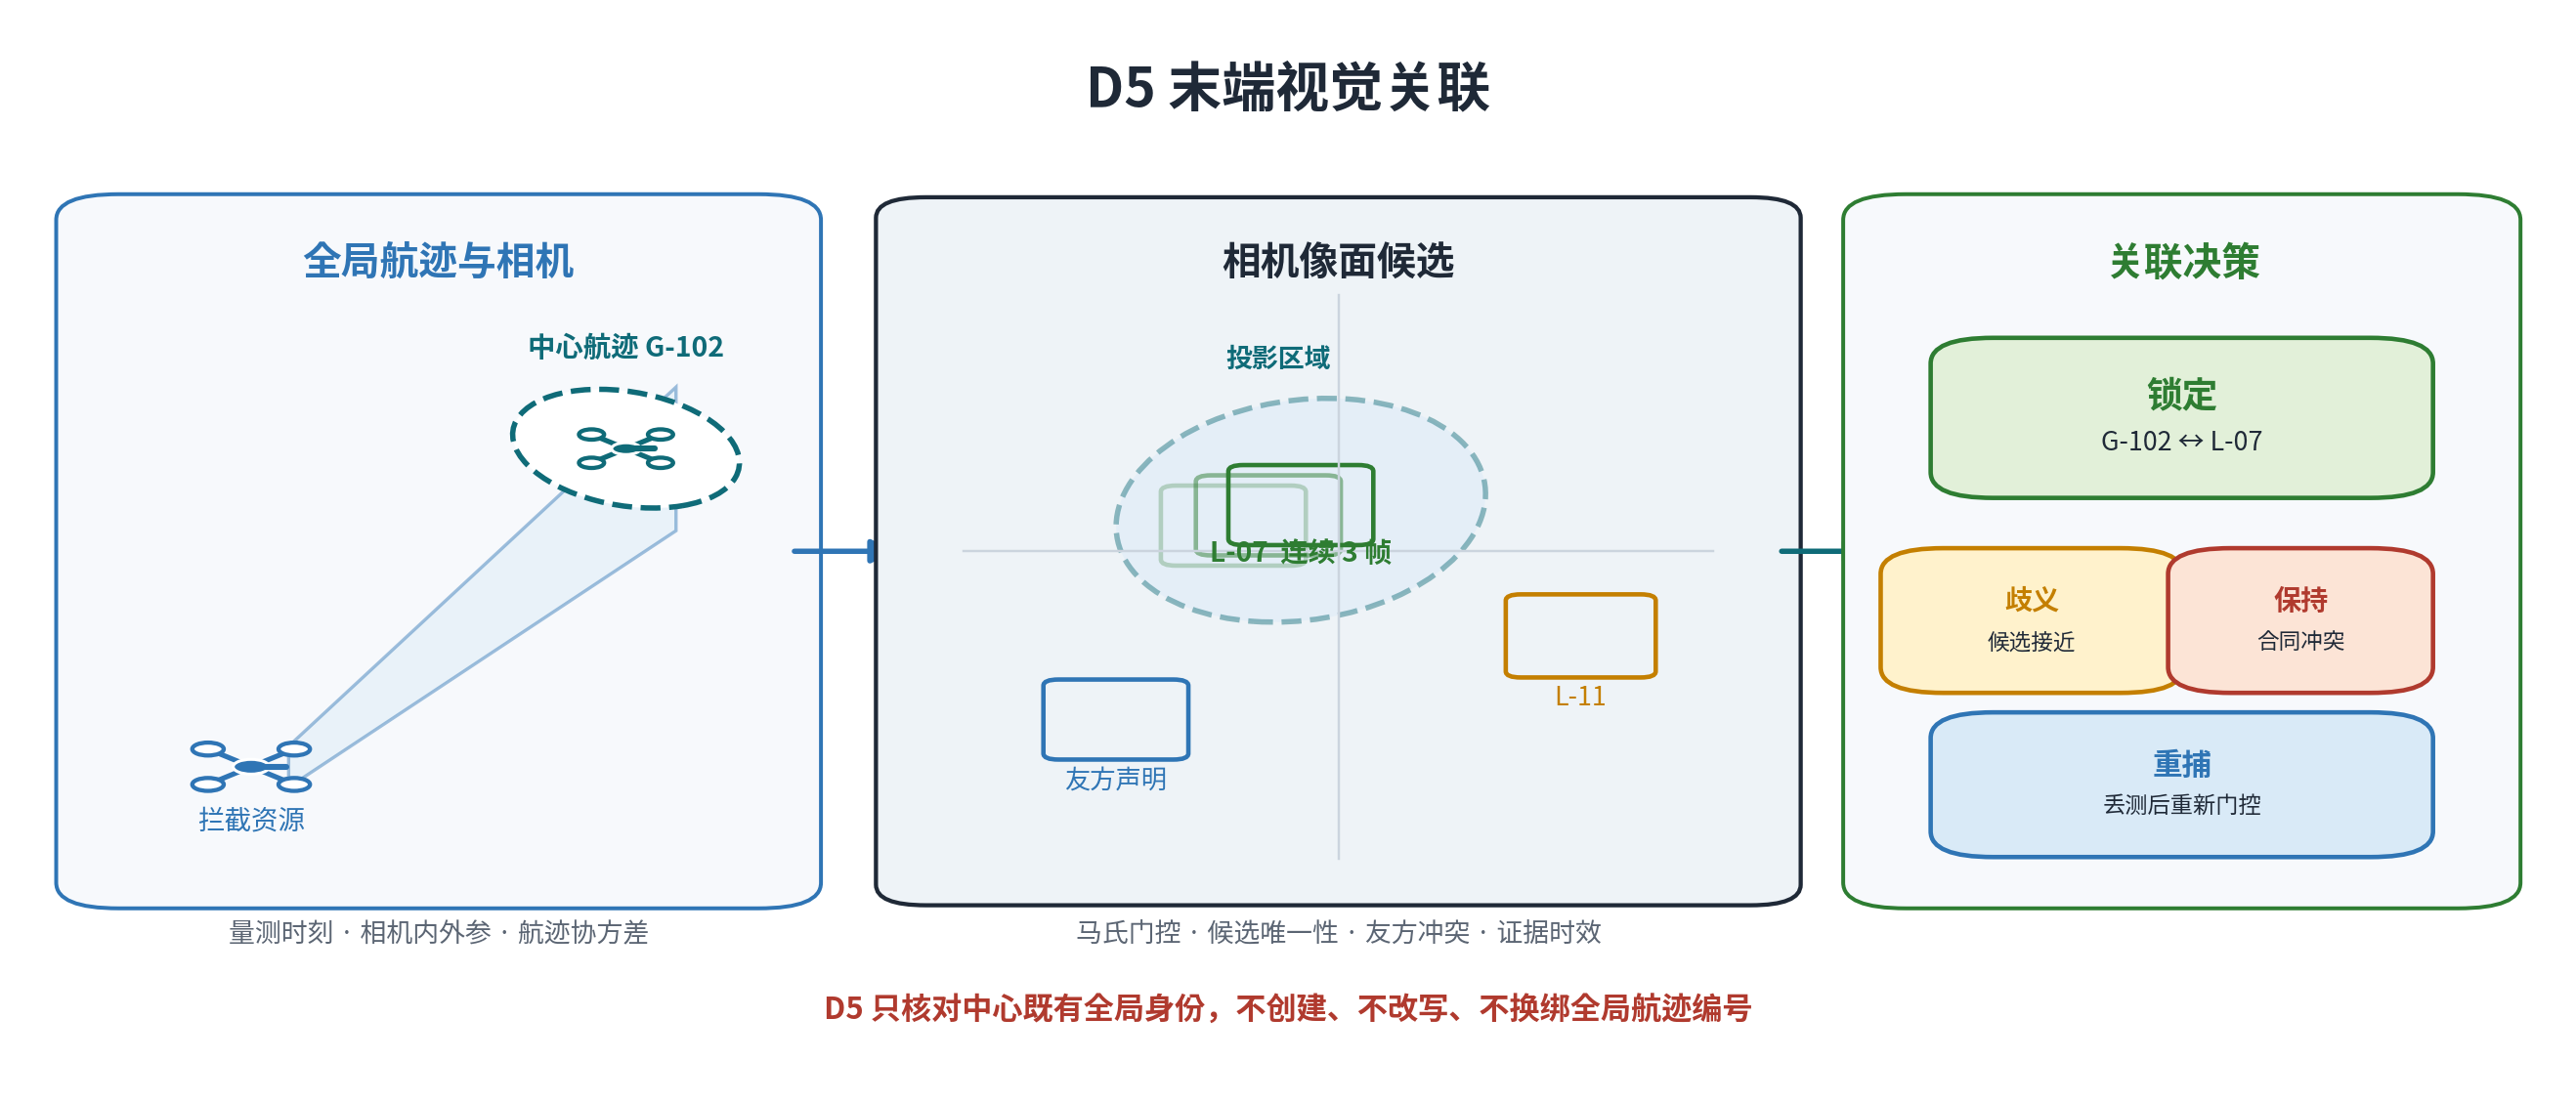 D5 末端视觉关联
全局航迹与相机
中心航迹 G-102
拦截资源
量测时刻 · 相机内外参 · 航迹协方差
相机像面候选
投影区域
L-07 连续 3 帧
L-11
友方声明
马氏门控 · 候选唯一性 · 友方冲突 · 证据时效
关联决策
锁定
G-102 ↔ L-07
歧义
候选接近
保持
合同冲突
重捕
丢测后重新门控
D5 只核对中心既有全局身份，不创建、不改写、不换绑全局航迹编号